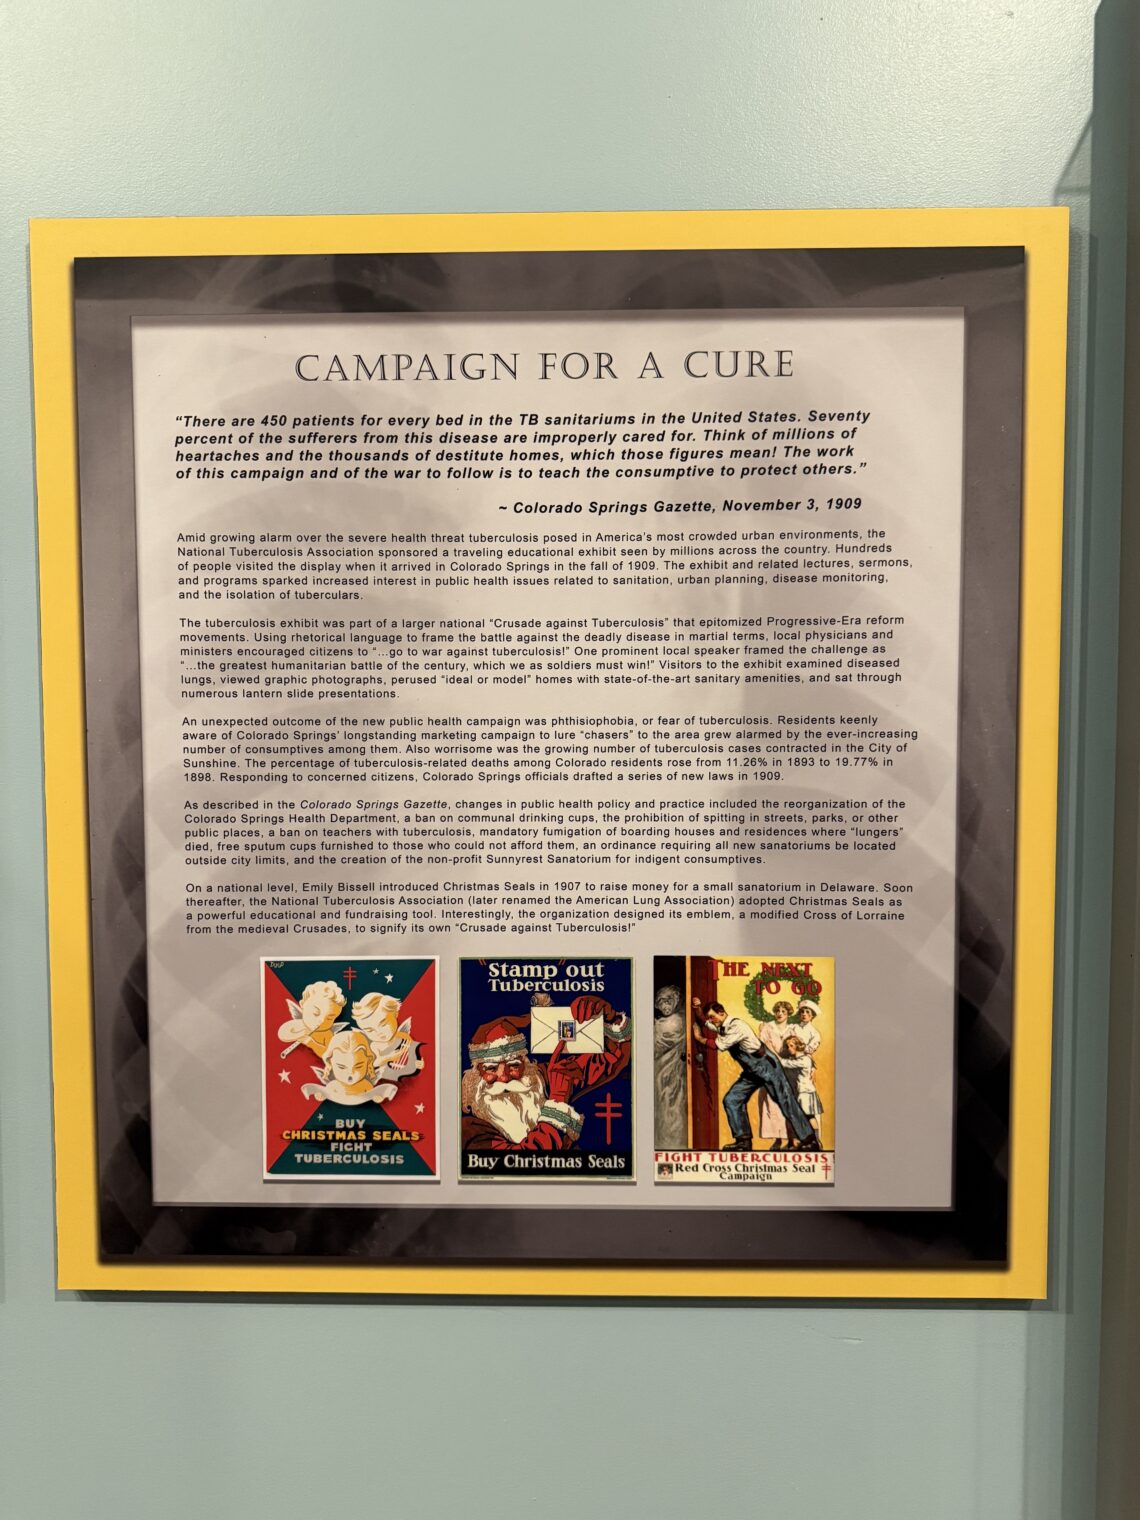 CAMPAIGN FOR A CURE
“There are 450 patients for every bed in the TB sanitariums in the United States. Seventy
percent of the sufferers from this disease are improperly cared for. Think of millions of
heartaches and the thousands of destitute homes, which those figures mean! The work
of this campaign and of the war to follow is to teach the consumptive to protect others.”
~ Colorado Springs Gazette, November 3, 1909
Amid growing alarm over the severe health threat tuberculosis posed in America's most crowded urban environments, the
National Tuberculosis Association sponsored a traveling educational exhibit seen by millions across the country. Hundreds
of people visited the display when it arrived in Colorado Springs in the fall of 1909. The exhibit and related lectures, sermons,
and programs sparked increased interest in public health issues related to sanitation, urban planning, disease monitoring,
and the isolation of tuberculars.
The tuberculosis exhibit was part of a larger national “Crusade against Tuberculosis” that epitomized Progressive-Era reform
movements. Using rhetorical language to frame the battle against the deadly disease in martial terms, local physicians and
ministers encouraged citizens to “...go to war against tuberculosis!” One prominent local speaker framed the challenge as
“...the greatest humanitarian battle of the century, which we as soldiers must win!” Visitors to the exhibit examined diseased
lungs, viewed graphic photographs, perused “ideal or model” homes with state-of-the-art sanitary amenities, and sat through
numerous lantern slide presentations.
An unexpected outcome of the new public health campaign was phthisiophobia, or fear of tuberculosis. Residents keenly
aware of Colorado Springs' longstanding marketing campaign to lure “chasers” to the area grew alarmed by the ever-increasing
number of consumptives among them. Also worrisome was the growing number of tuberculosis cases contracted in the City of
Sunshine. The percentage of tuberculosis-related deaths among Colorado residents rose from 11.26% in 1893 to 19.77% in
1898. Responding to concerned citizens, Colorado Springs officials drafted a series of new laws in 1909.
As described in the Colorado Springs Gazette, changes in public health policy and practice included the reorganization of the
Colorado Springs Health Department, a ban on communal drinking cups, the prohibition of spitting in streets, parks, or other
public places, a ban on teachers with tuberculosis, mandatory fumigation of boarding houses and residences where “lungers”
died, free sputum cups furnished to those who could not afford them, an ordinance requiring all new sanatoriums be located
outside city limits, and the creation of the non-profit Sunnyrest Sanatorium for indigent consumptives.
On a national level, Emily Bissell introduced Christmas Seals in 1907 to raise money for a small sanatorium in Delaware. Soon
thereafter, the National Tuberculosis Association (later renamed the American Lung Association) adopted Christmas Seals as
a powerful educational and fundraising tool. Interestingly, the organization designed its emblem, a modified Cross of Lorraine
from the medieval Crusades, to signify its own “Crusade against Tuberculosis!”
BUY
CHRISTMAS SEALS
FIGHT
TUBERCULOSIS
"Stamp" out
Tuberculosis
Buy Christmas Seals
THE NEXT
TO GO
FIGHT TUBERCULOSIS
Red Cross Christmas Seal
Campaign